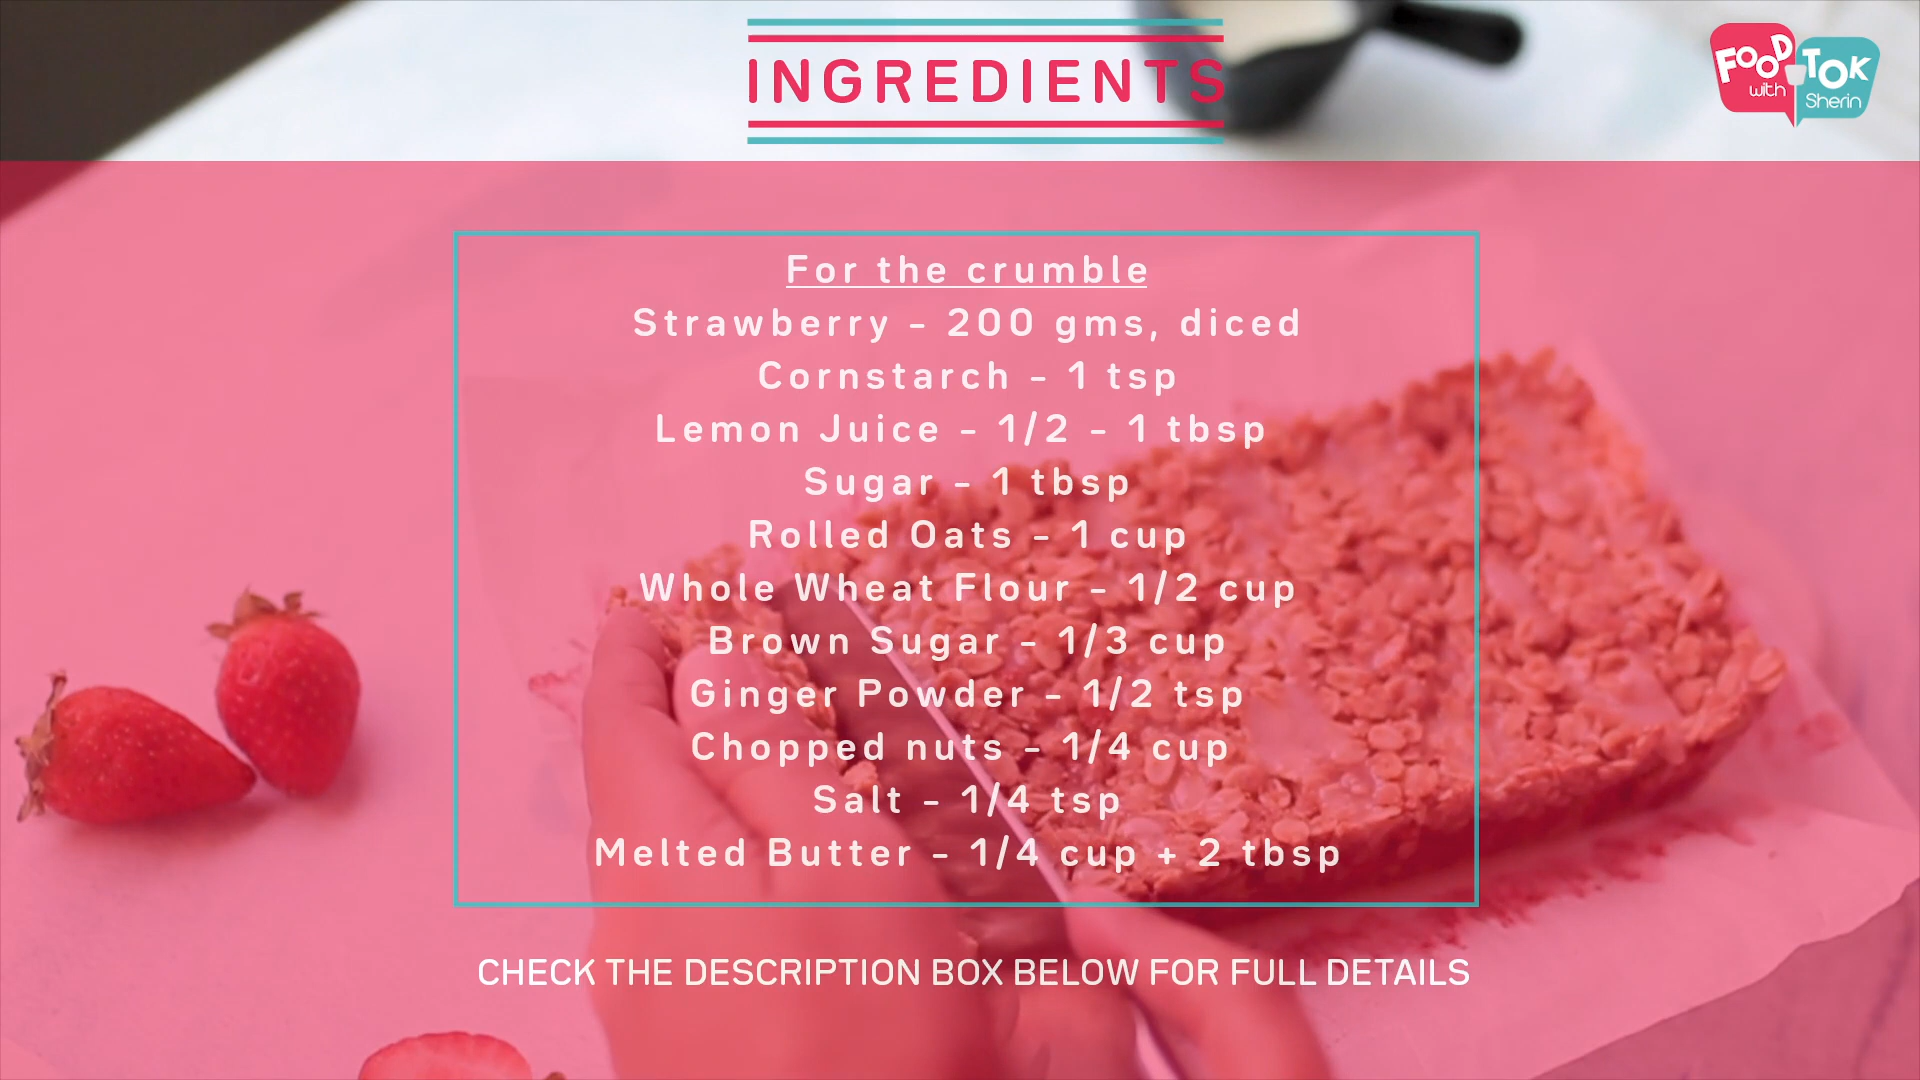 INGREDIENTS
FOOD TOK
with Sherin
For the crumble
Strawberry - 200 gms, diced
Cornstarch - 1 tsp
Lemon Juice - 1/2 - 1 tbsp
Sugar - 1 tbsp
Rolled Oats - 1 cup
Whole Wheat Flour - 1/2 cup
Brown Sugar - 1/3 cup
Ginger Powder - 1/2 tsp
Chopped nuts - 1/4 cup
Salt - 1/4 tsp
Melted Butter - 1/4 cup + 2 tbsp
CHECK THE DESCRIPTION BOX BELOW FOR FULL DETAILS